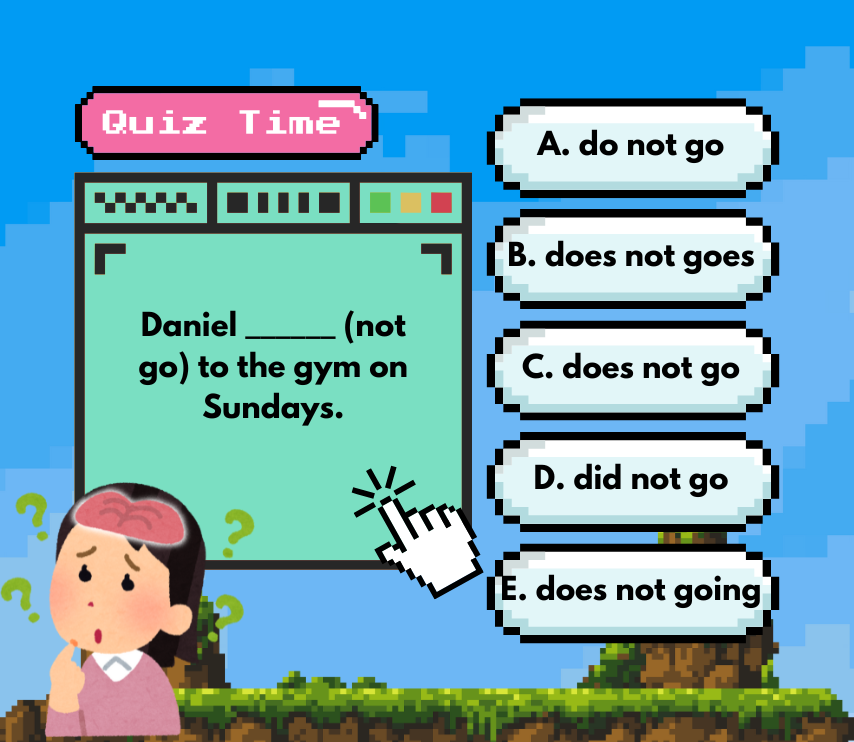 Quiz Time
Daniel ______ (not
go) to the gym on
Sundays.
A. do not go
B. does not goes
C. does not go
D. did not go
E. does not going